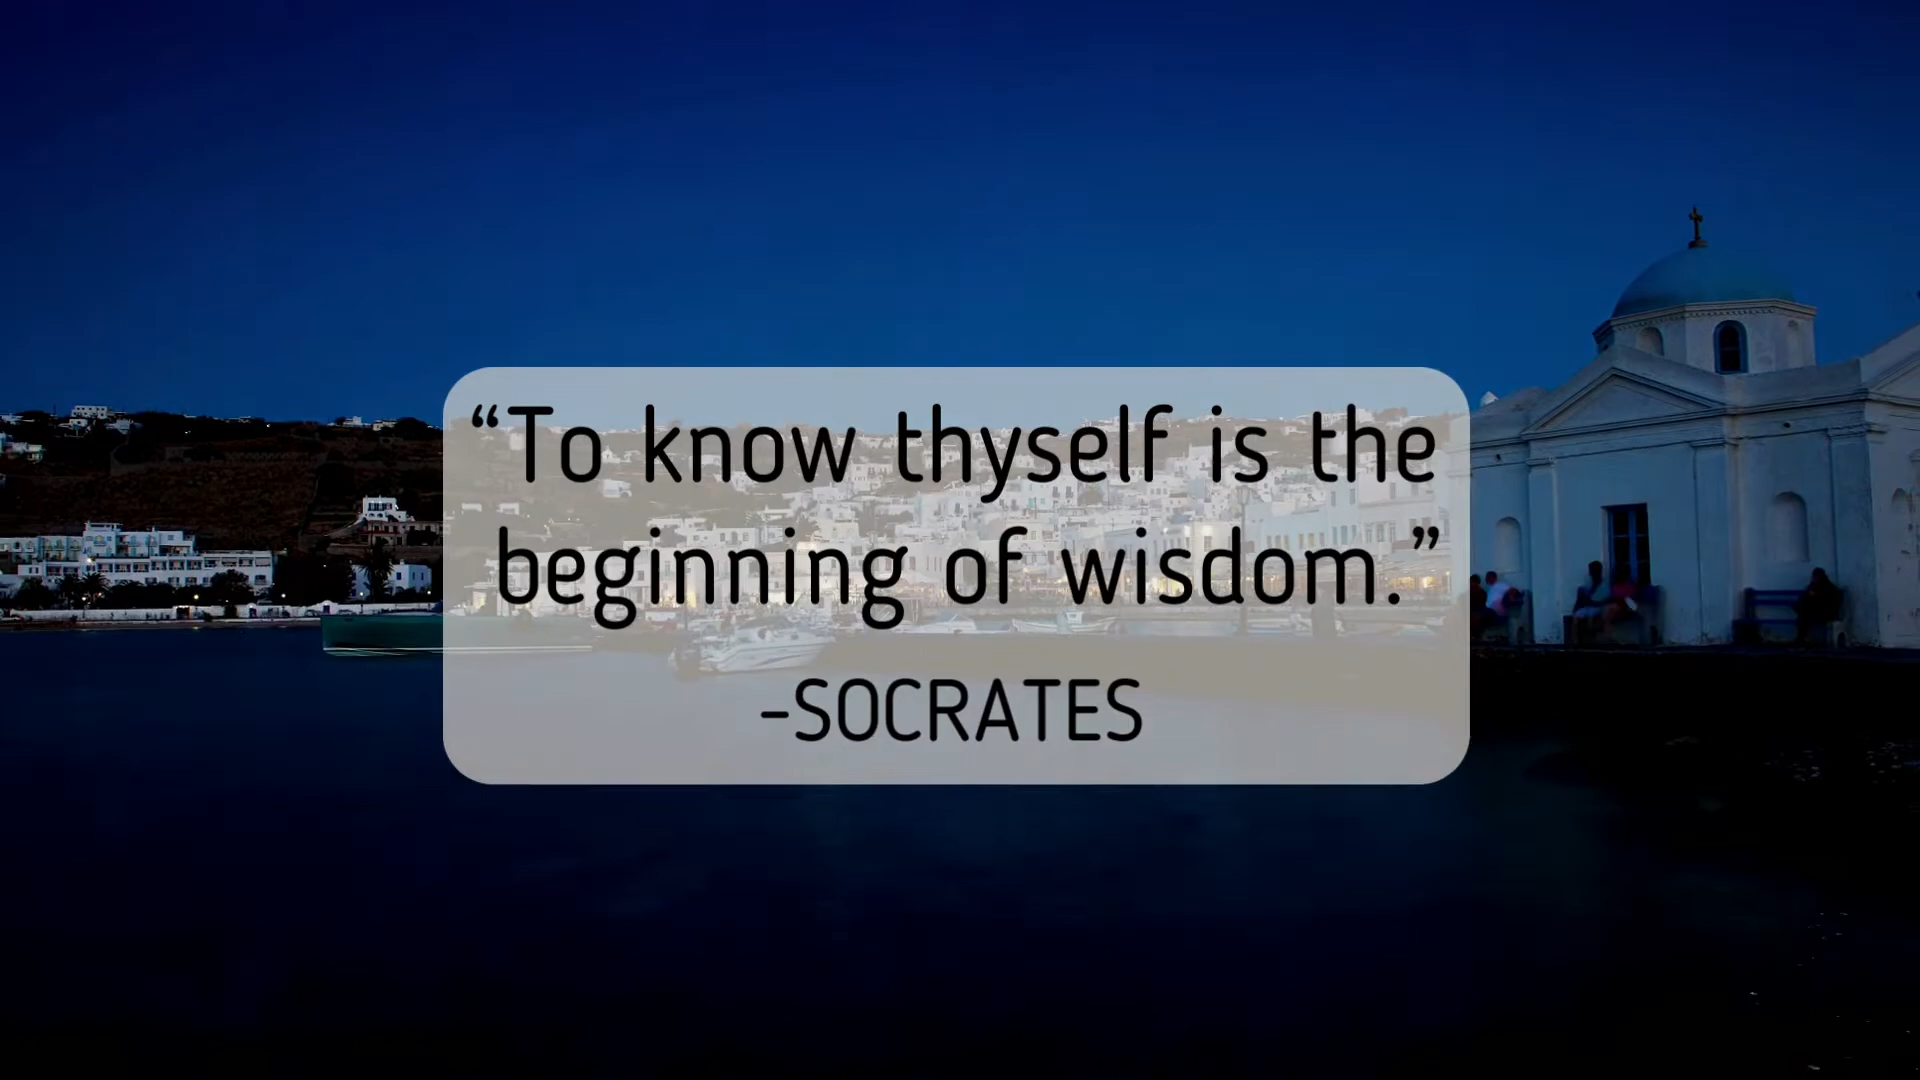 “To know thyself is the
beginning of wisdom.”
-SOCRATES